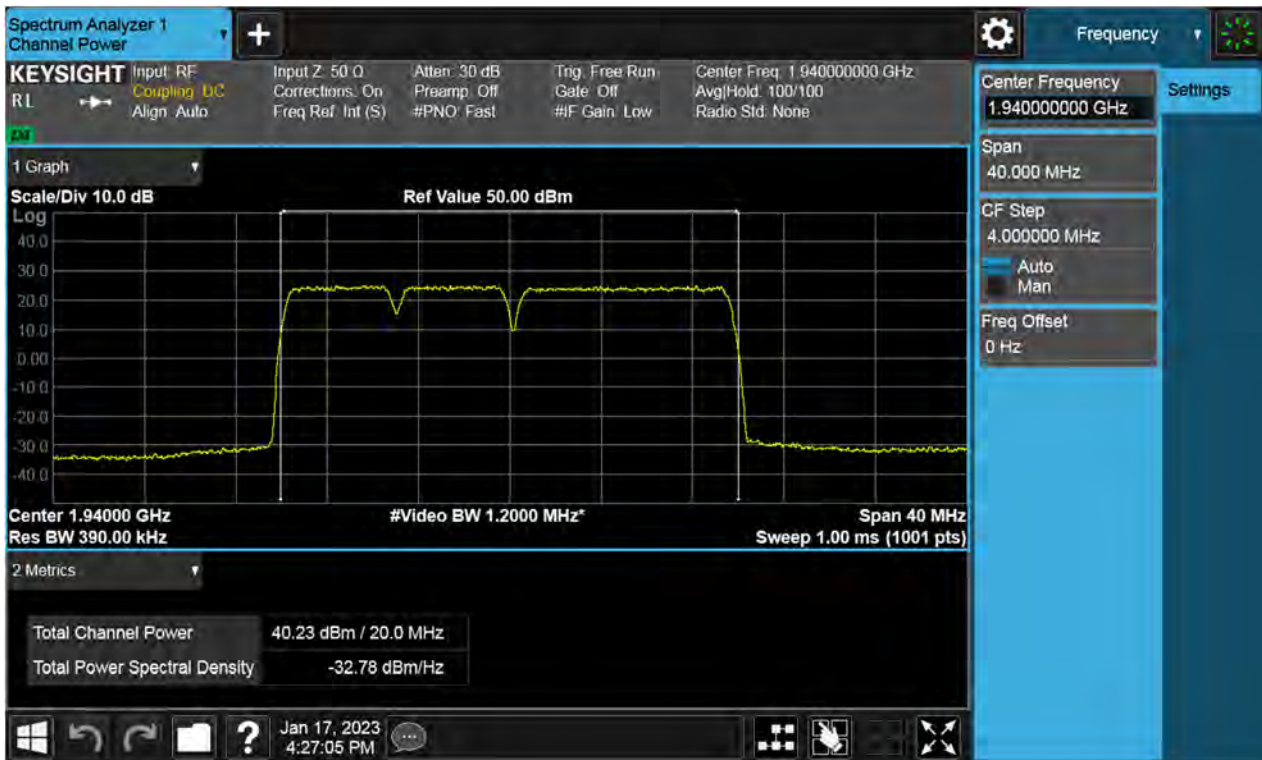 Spectrum Analyzer 1
Channel Power
+
Frequency
KEYSIGHT
Input: RF
Input Z: 50 Ω
Atten: 30 dB
Trig: Free Run
Center Freq: 1.940000000 GHz
RL
Coupling: DC
Corrections: On
Preamp: Off
Gate: Off
Avg|Hold: 100/100
Align: Auto
Freq Ref: Int (S)
#PNO: Fast
#IF Gain: Low
Radio Std: None
Center Frequency
1.940000000 GHz
Settings
Span
40.000 MHz
CF Step
4.000000 MHz
Auto
Man
Freq Offset
0 Hz
1 Graph
Scale/Div 10.0 dB
Ref Value 50.00 dBm
Log
40.0
30.0
20.0
10.0
0.00
-10.0
-20.0
-30.0
-40.0
Center 1.94000 GHz
#Video BW 1.2000 MHz*
Span 40 MHz
Res BW 390.00 kHz
Sweep 1.00 ms (1001 pts)
2 Metrics
Total Channel Power
40.23 dBm / 20.0 MHz
Total Power Spectral Density
-32.78 dBm/Hz
?
Jan 17, 2023
4:27:05 PM